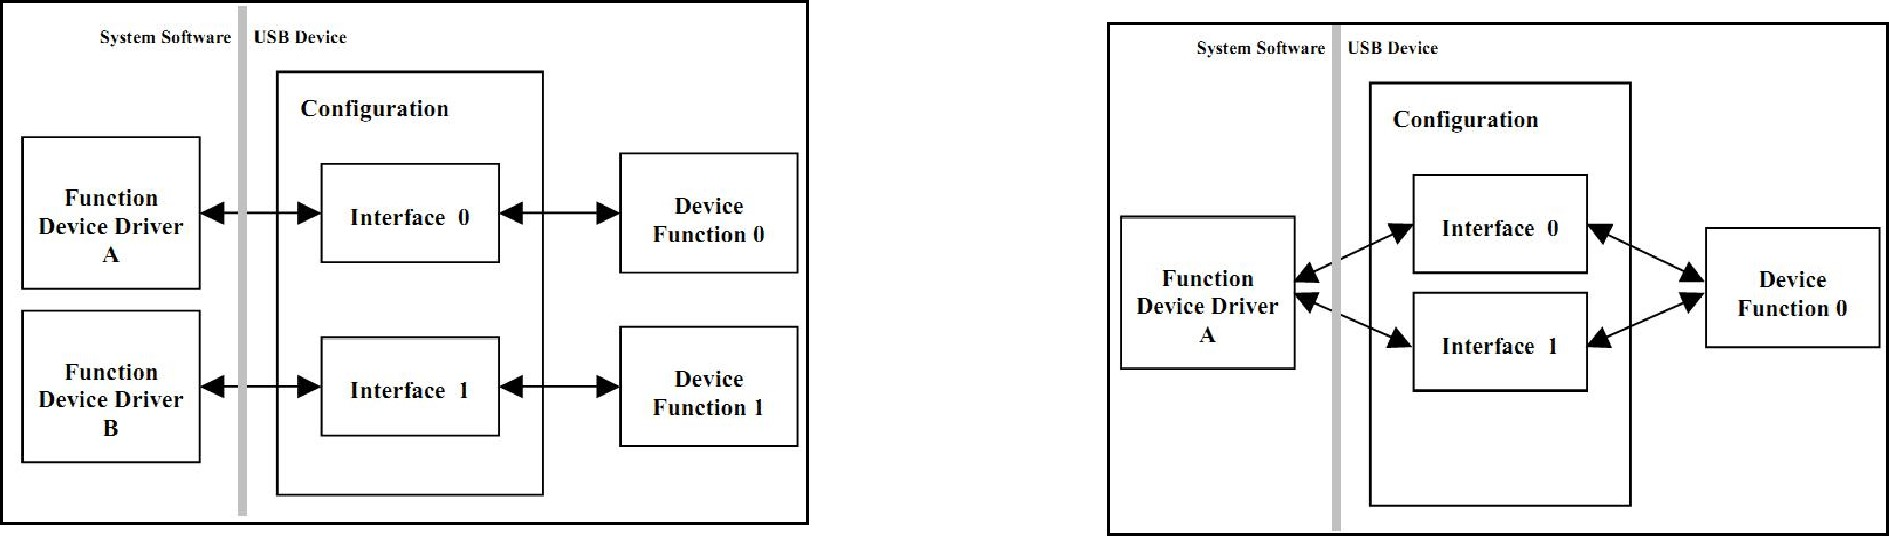 System Software
USB Device
Configuration
Function
Device Driver
A
Interface 0
Device
Function 0
Function
Device Driver
B
Interface 1
Device
Function 1
System Software
USB Device
Configuration
Function
Device Driver
A
Interface 0
Interface 1
Device
Function 0